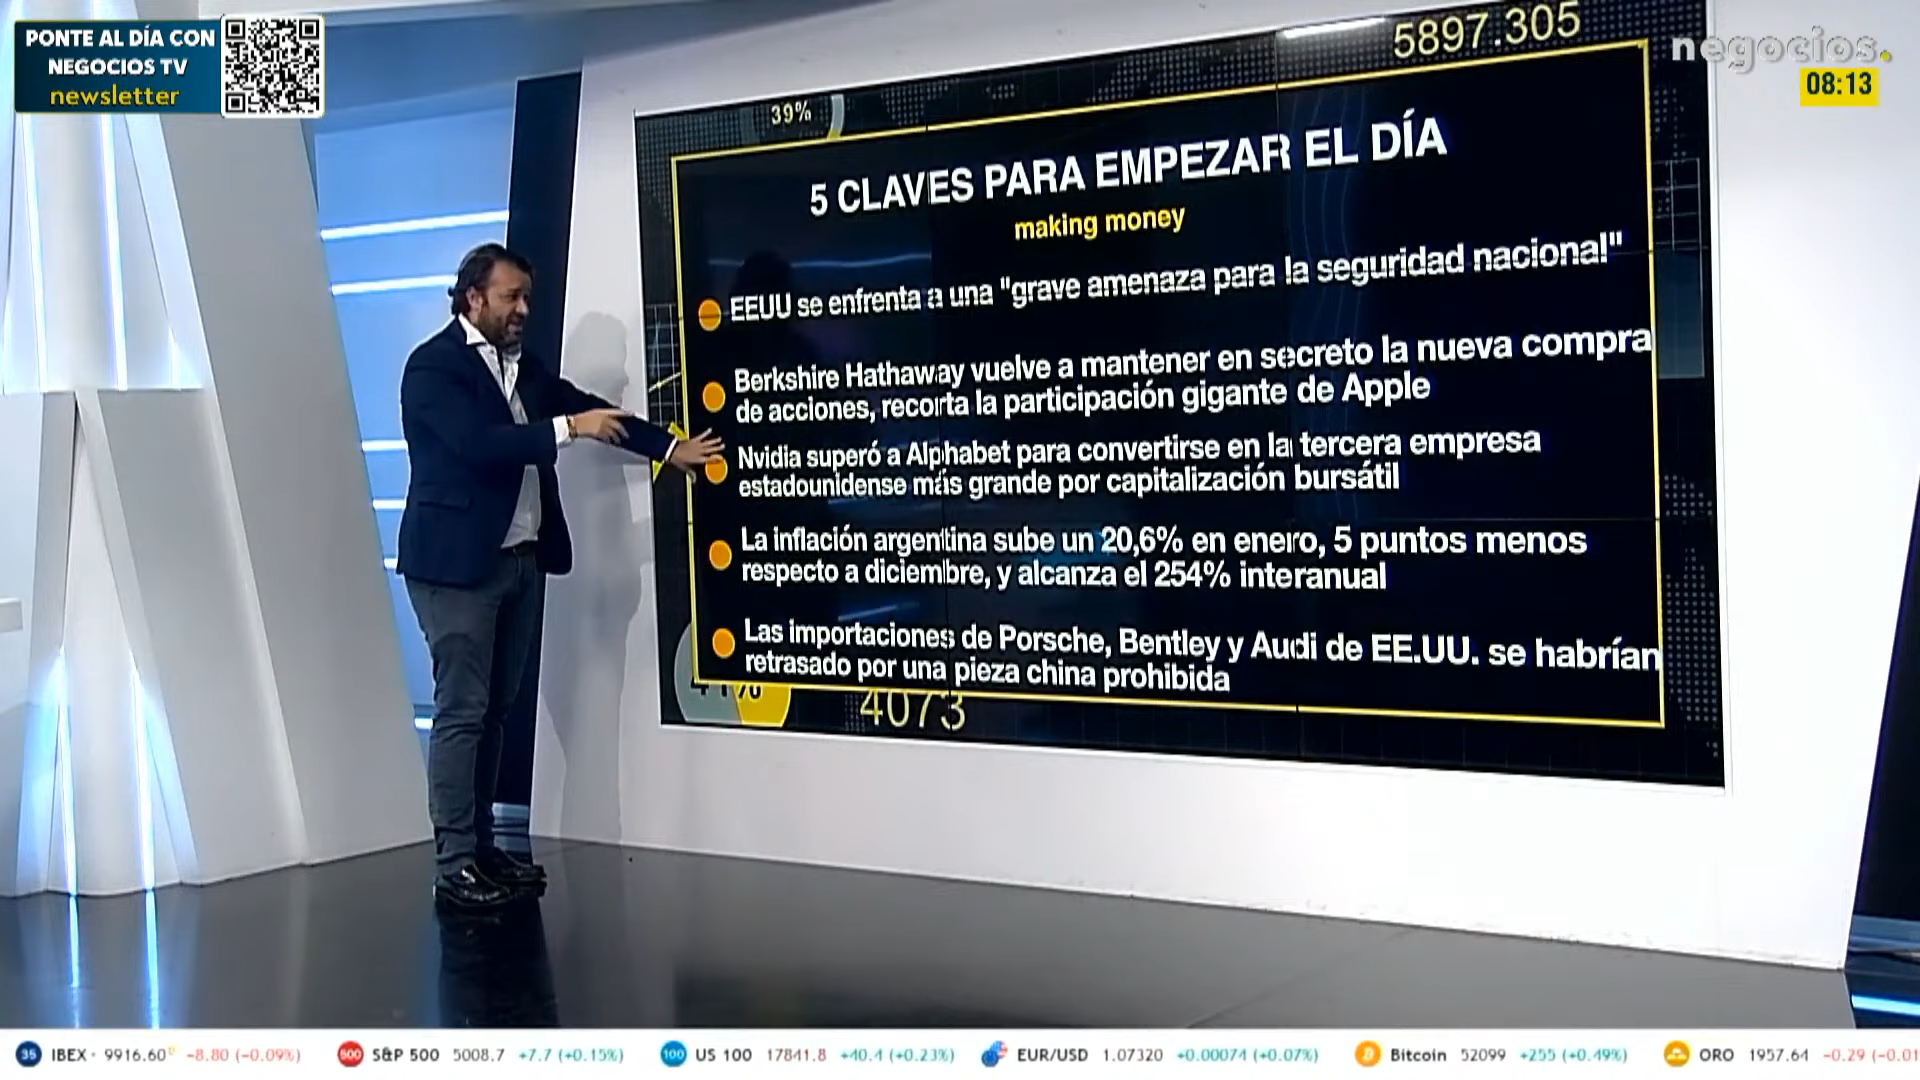 PONTE AL DÍA CON
NEGOCIOS TV
newsletter
negocios.
08:13
5897.305
39%
5 CLAVES PARA EMPEZAR EL DÍA
making money
EEUU se enfrenta a una "grave amenaza para la seguridad nacional"
Berkshire Hathaway vuelve a mantener en secreto la nueva compra
de acciones, recorta la participación gigante de Apple
Nvidia superó a Alphabet para convertirse en la tercera empresa
estadounidense más grande por capitalización bursátil
La inflación argentina sube un 20,6% en enero, 5 puntos menos
respecto a diciembre, y alcanza el 254% interanual
Las importaciones de Porsche, Bentley y Audi de EE.UU. se habrían
retrasado por una pieza china prohibida
4073
35 IBEX 9916.60 -8.80 (-0.09%) 500 S&P 500 5008.7 +7.7 (+0.15%) 100 US 100 17841.8 +40.4 (+0.23%) EUR/USD 1.07320 +0.00074 (+0.07%) Bitcoin 52099 +255 (+0.49%) ORO 1957.64 -0.29 (-0.01